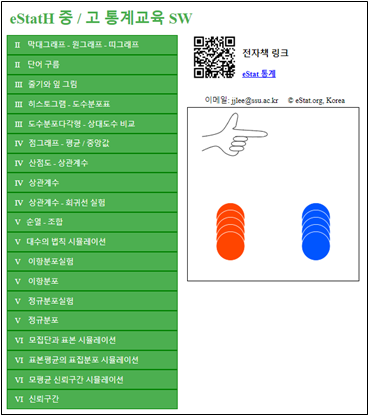 eStatH 중 / 고 통계교육 SW
II 막대그래프 - 원그래프 - 띠그래프
II 단어 구름
III 줄기와 잎 그림
III 히스토그램 - 도수분포표
III 도수분포다각형 - 상대도수 비교
IV 점그래프 - 평균 / 중앙값
IV 산점도 - 상관계수
IV 상관계수
IV 상관계수 - 회귀선 실험
V 순열 - 조합
V 대수의 법칙 시뮬레이션
V 이항분포실험
V 이항분포
V 정규분포실험
V 정규분포
VI 모집단과 표본 시뮬레이션
VI 표본평균의 표집분포 시뮬레이션
VI 모평균 신뢰구간 시뮬레이션
VI 신뢰구간
전자책 링크
eStat 통계
이메일: jjlee@ssu.ac.kr © eStat.org, Korea